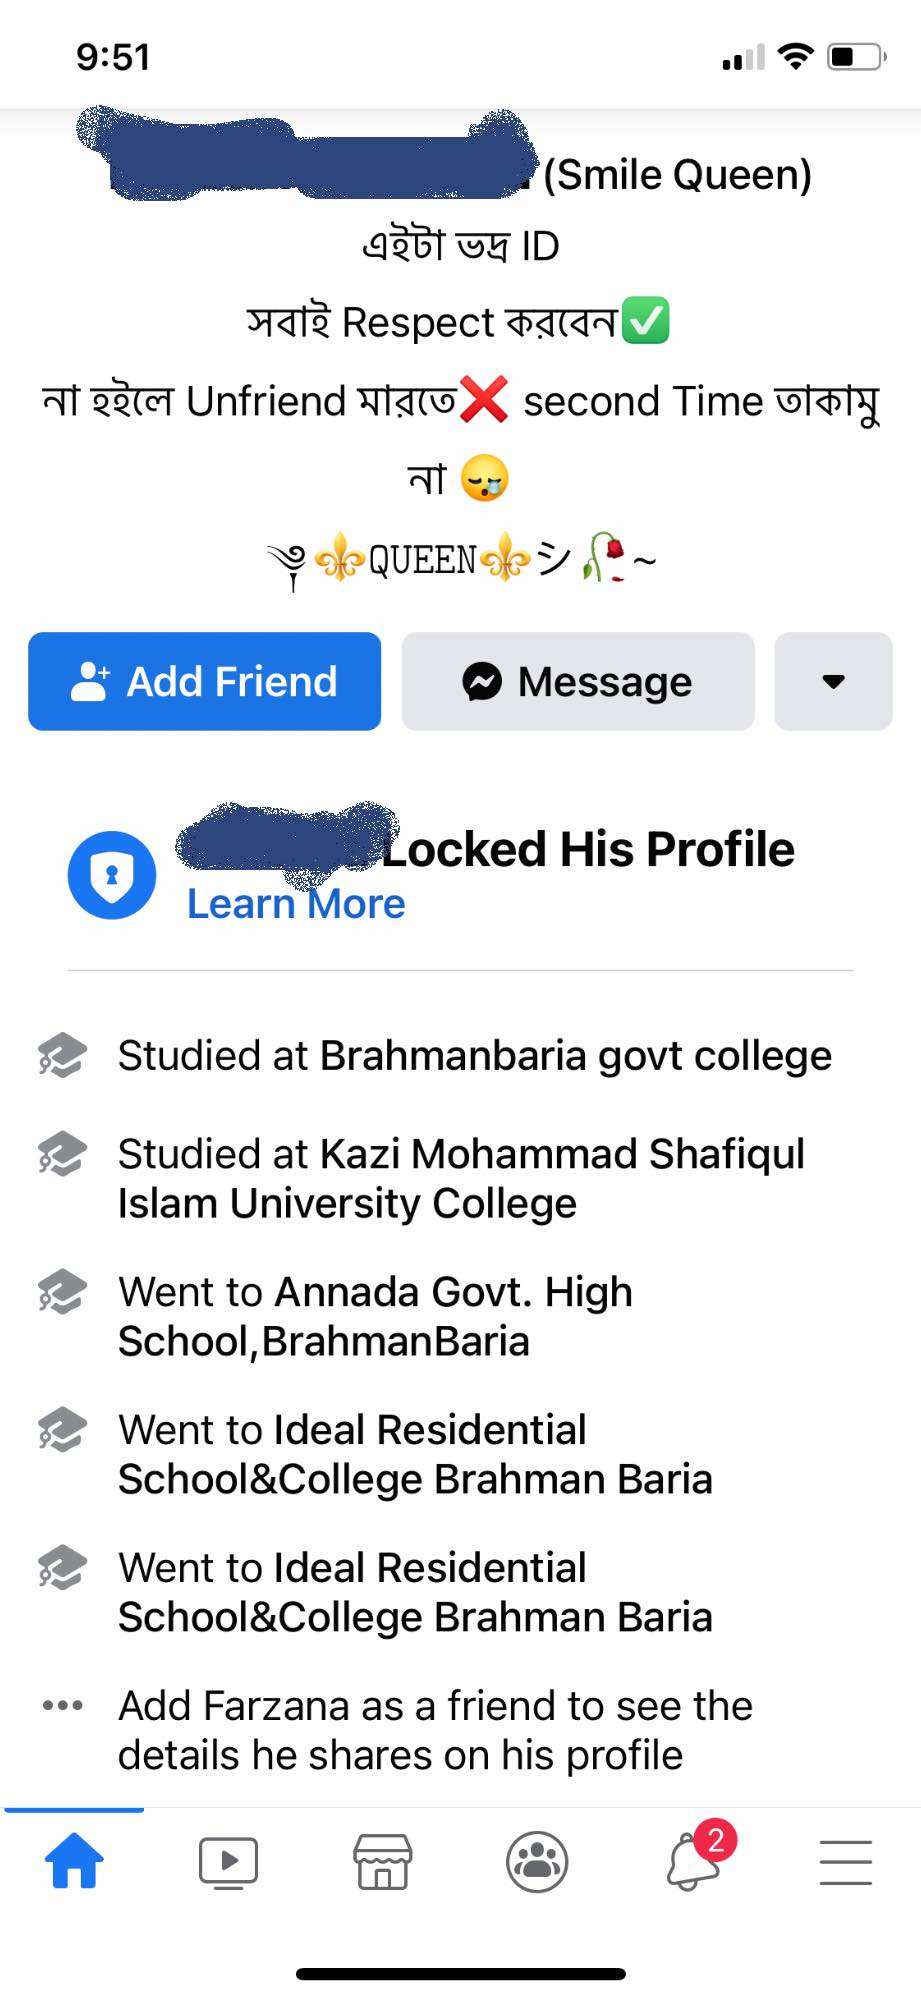 9:51
(Smile Queen)
এইটা ভদ্র ID
সবাই Respect করবেন✅
না হইলে Unfriend মারতে❌ second Time তাকামু
না 😪
༆⚜QUEEN⚜シ🥀~
Add Friend
Message
Locked His Profile
Learn More
Studied at Brahmanbaria govt college
Studied at Kazi Mohammad Shafiqul
Islam University College
Went to Annada Govt. High
School,BrahmanBaria
Went to Ideal Residential
School&College Brahman Baria
Went to Ideal Residential
School&College Brahman Baria
Add Farzana as a friend to see the
details he shares on his profile
2